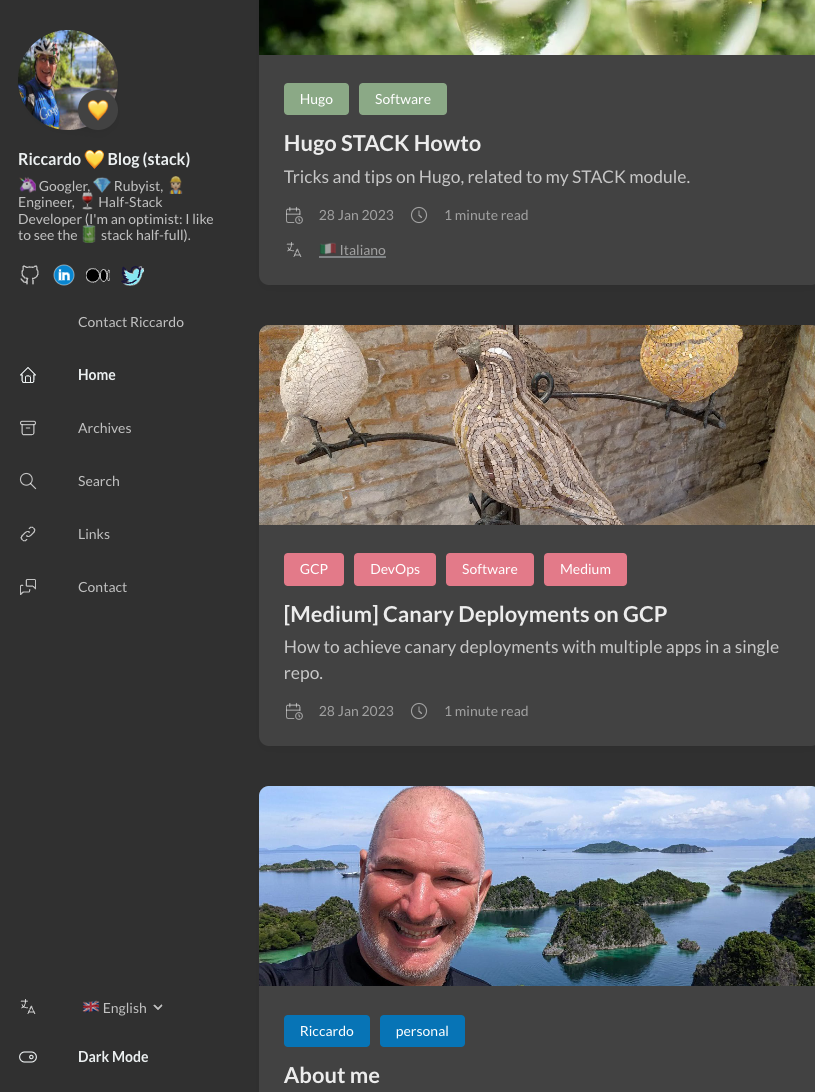 Google
Riccardo 💛 Blog (stack)
🦄 Googler, 💎 Rubyist, 👷🏼
Engineer, 🍷 Half-Stack
Developer (I'm an optimist: I like
to see the 🛢️ stack half-full).
Contact Riccardo
Home
Archives
Search
Links
Contact
🇬🇧 English
Dark Mode
Hugo Software
Hugo STACK Howto
Tricks and tips on Hugo, related to my STACK module.
28 Jan 2023 1 minute read
🇮🇹 Italiano
GCP DevOps Software Medium
[Medium] Canary Deployments on GCP
How to achieve canary deployments with multiple apps in a single
repo.
28 Jan 2023 1 minute read
Riccardo personal
About me